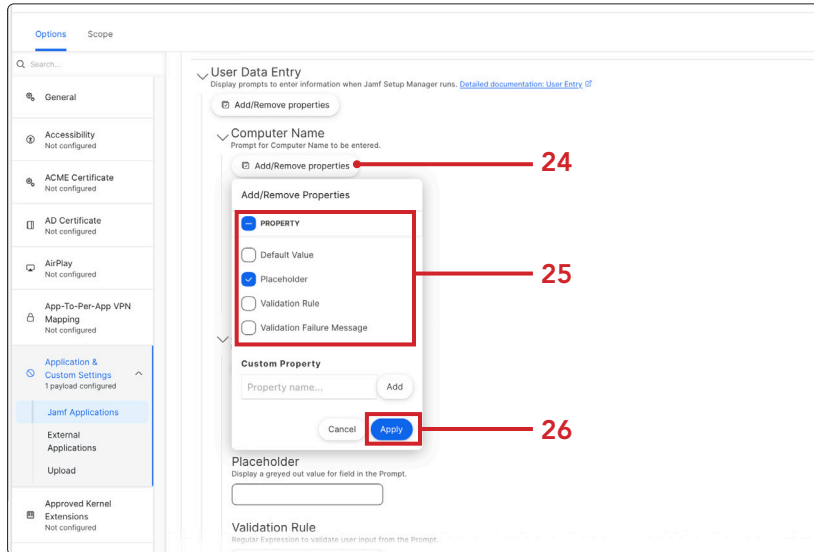 Options Scope
Search...
General
Accessibility
Not configured
ACME Certificate
Not configured
AD Certificate
Not configured
AirPlay
Not configured
App-To-Per-App VPN
Mapping
Not configured
Application &
Custom Settings
1 payload configured
Jamf Applications
External
Applications
Upload
Approved Kernel
Extensions
Not configured
User Data Entry
Display prompts to enter information when Jamf Setup Manager runs. Detailed documentation: User Entry
Add/Remove properties
Computer Name
Prompt for Computer Name to be entered.
Add/Remove properties
24
Add/Remove Properties
PROPERTY
Default Value
Placeholder
25
Validation Rule
Validation Failure Message
Custom Property
Property name... Add
Cancel Apply
26
Placeholder
Display a greyed out value for field in the Prompt.
Validation Rule
Regular Expression to validate user input from the Prompt.